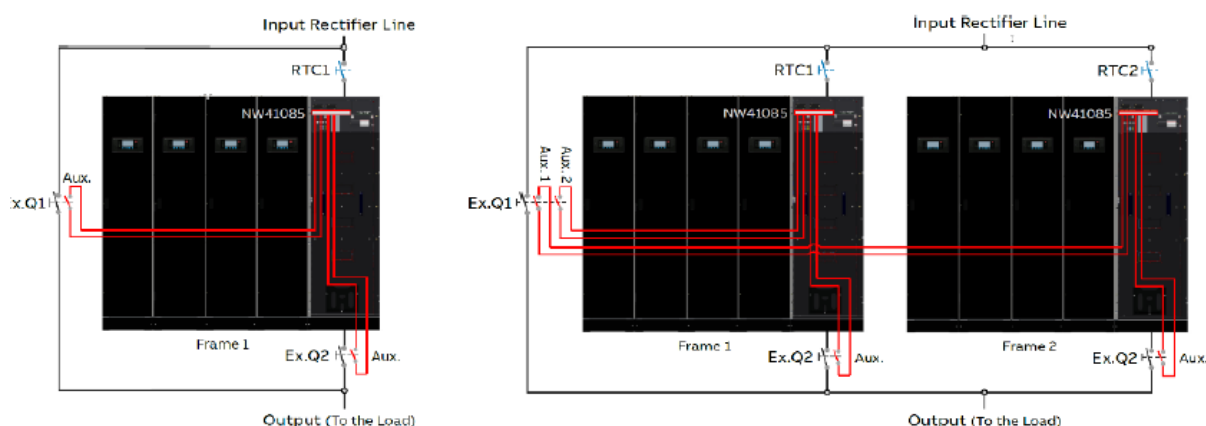 Input Rectifier Line
RTC1
NW41085
Aux.
x.Q1
Frame 1
Ex.Q2
Aux.
Output (To the Load)
Input Rectifier Line
RTC1
RTC2
NW41085
NW41085
Aux. 1
Aux. 2
Ex.Q1
Frame 1
Frame 2
Ex.Q2
Aux.
Ex.Q2
Aux.
Output (To the Load)